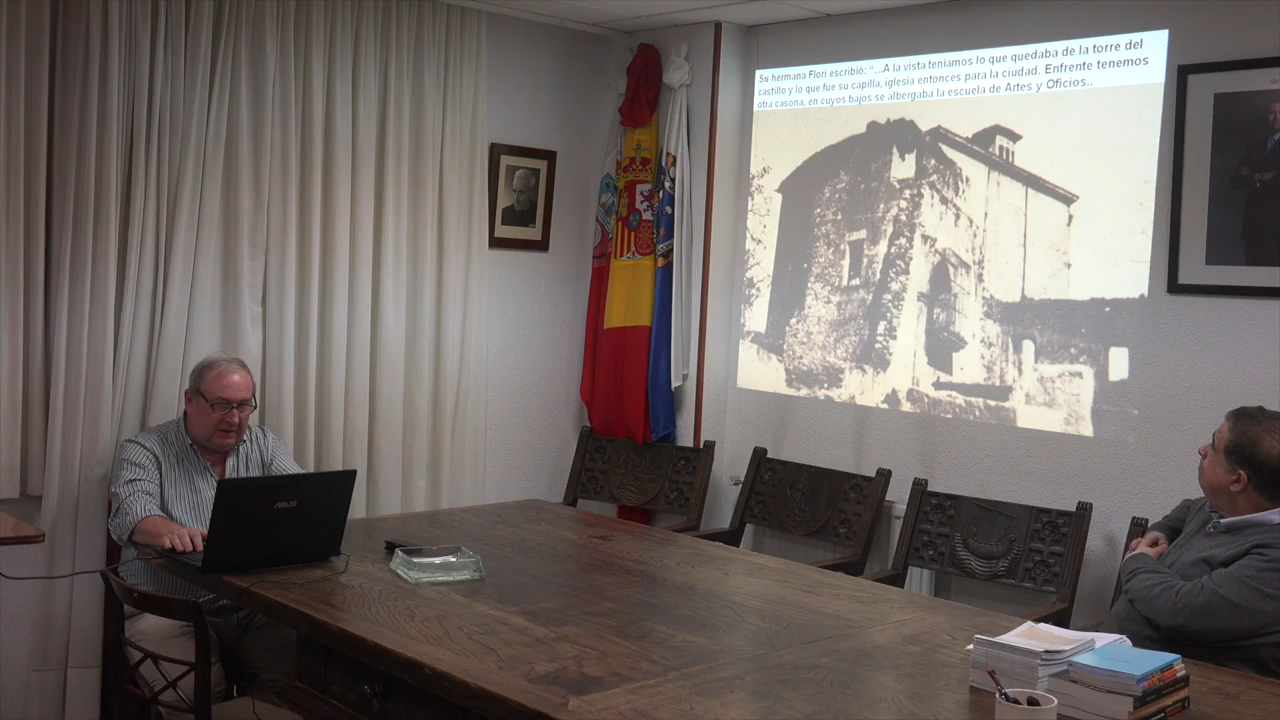 Su hermana Flori escribió: "...A la vista teniamos lo que quedaba de la torre del
castillo y lo que fue su capilla, iglesia entonces para la ciudad. Enfrente tenemos
otra casona, en cuyos bajos se albergaba la escuela de Artes y Oficios..
ASUS